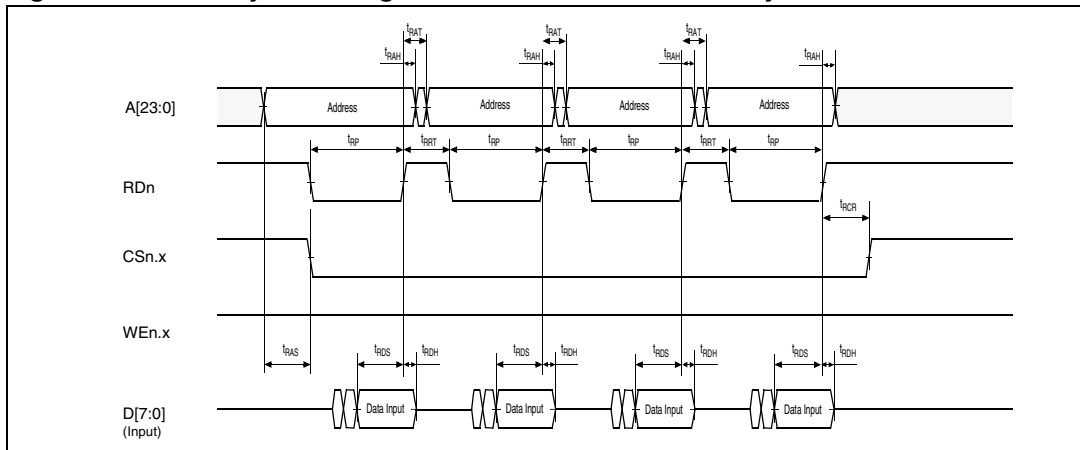 tRAT tRAT tRAT
tRAH tRAH tRAH tRAH
A[23:0] Address Address Address Address
tRP tRRT tRP tRRT tRP tRRT tRP
RDn
tRCR
CSn.x
WEn.x
tRAS tRDS tRDH tRDS tRDH tRDS tRDH tRDS tRDH
D[7:0] Data Input Data Input Data Input Data Input
(Input)